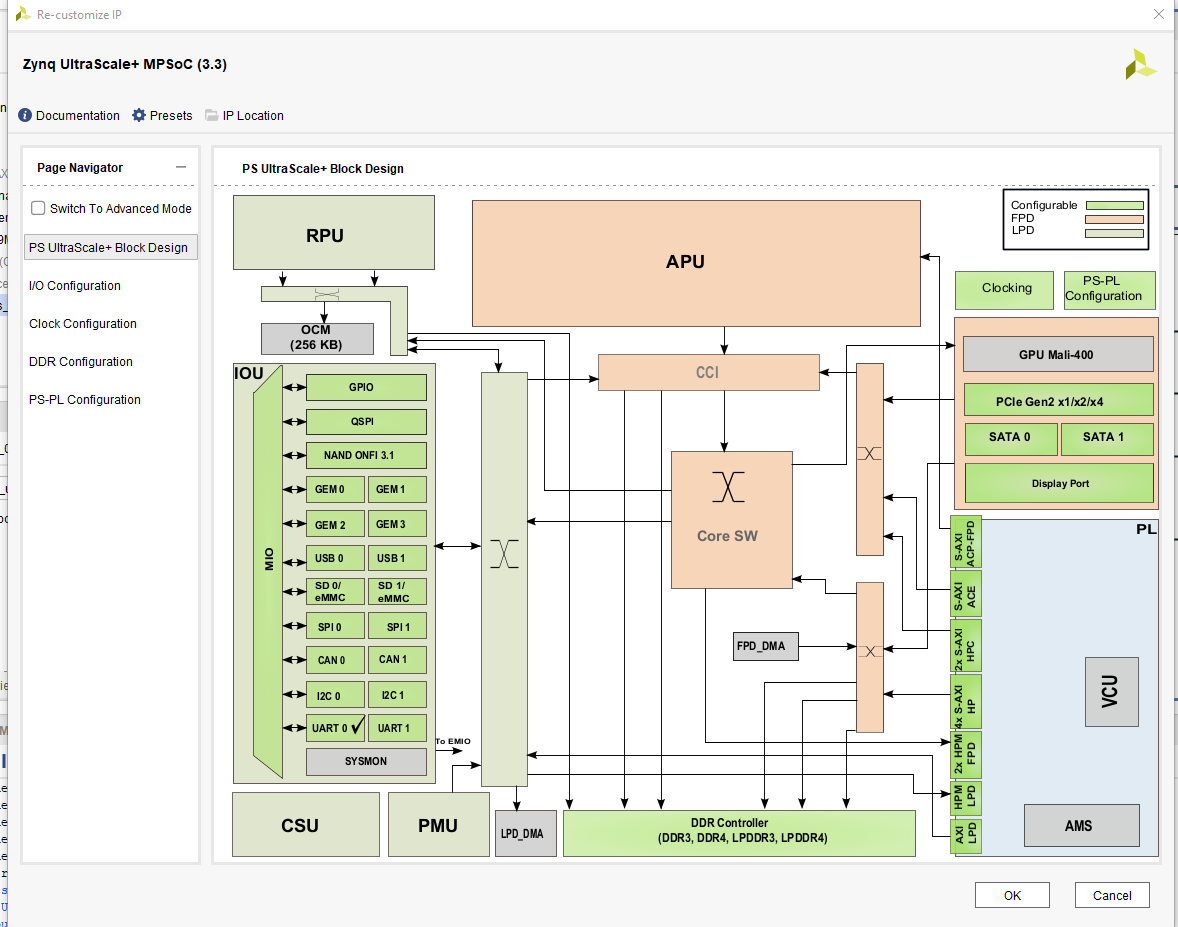 Re-customize IP
Zynq UltraScale+ MPSoC (3.3)
Documentation
Presets
IP Location
Page Navigator
Switch To Advanced Mode
PS UltraScale+ Block Design
I/O Configuration
Clock Configuration
DDR Configuration
PS-PL Configuration
PS UltraScale+ Block Design
Configurable
FPD
LPD
RPU
APU
Clocking
PS-PL
Configuration
OCM
(256 KB)
CCI
GPU Mali-400
PCIe Gen2 x1/x2/x4
SATA 0
SATA 1
Display Port
IOU
MIO
GPIO
QSPI
NAND ONFI 3.1
GEM 0
GEM 1
GEM 2
GEM 3
USB 0
USB 1
SD 0/
eMMC
SD 1/
eMMC
SPI 0
SPI 1
CAN 0
CAN 1
I2C 0
I2C 1
UART 0
UART 1
SYSMON
To EMIO
Core SW
FPD_DMA
PL
S-AXI
ACP-FPD
S-AXI
ACE
2x S-AXI
HPC
4x S-AXI
HP
2x HPM
FPD
HPM
LPD
AXI
LPD
VCU
AMS
CSU
PMU
LPD_DMA
DDR Controller
(DDR3, DDR4, LPDDR3, LPDDR4)
OK
Cancel